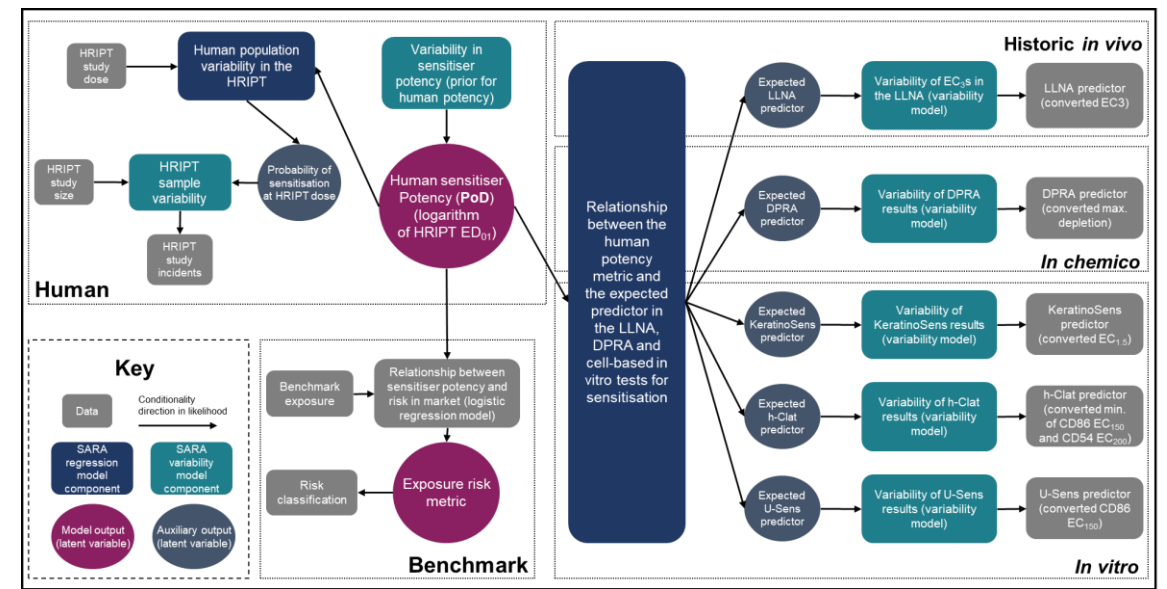 HRIPT
study
dose
Human population
variability in the
HRIPT
Variability in
sensitiser
potency (prior for
human potency)
HRIPT
study
size
HRIPT
sample
variability
Probability of
sensitisation
at HRIPT dose
Human sensitiser
Potency (PoD)
(logarithm
of HRIPT ED01)
HRIPT
study
incidents
Human
Key
Data
Conditionality
direction in likelihood
SARA
regression
model
component
SARA
variability
model
component
Model output
(latent variable)
Auxiliary output
(latent variable)
Benchmark
exposure
Relationship between
sensitiser potency and
risk in market (logistic
regression model)
Risk
classification
Exposure risk
metric
Benchmark
Relationship
between the
human
potency
metric and
the expected
predictor in
the LLNA,
DPRA and
cell-based in
vitro tests for
sensitisation
Historic in vivo
Expected
LLNA
predictor
Variability of EC3s in
the LLNA (variability
model)
LLNA predictor
(converted EC3)
Expected
DPRA
predictor
Variability of DPRA
results (variability
model)
DPRA predictor
(converted max.
depletion)
In chemico
Expected
KeratinoSens
predictor
Variability of
KeratinoSens results
(variability model)
KeratinoSens
predictor
(converted EC1.5)
Expected
h-Clat
predictor
Variability of h-Clat
results (variability
model)
h-Clat predictor
(converted min.
of CD86 EC150
and CD54 EC200)
Expected
U-Sens
predictor
Variability of U-Sens
results (variability
model)
U-Sens predictor
(converted CD86
EC150)
In vitro